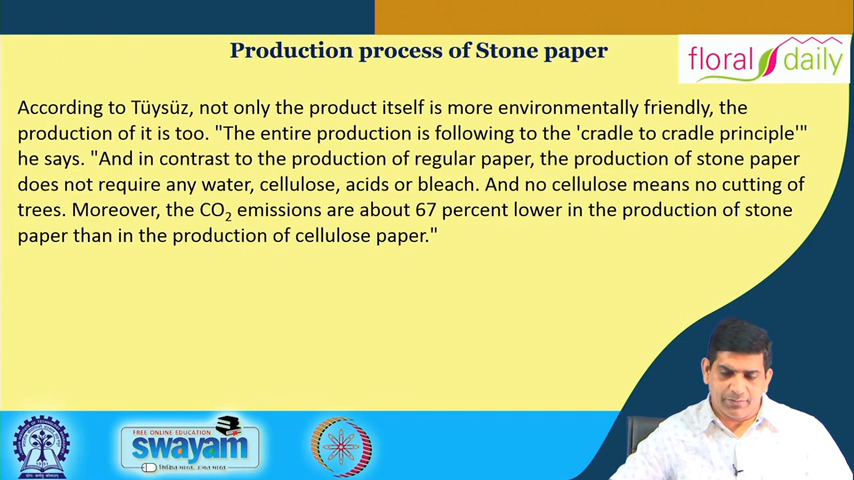 Production process of Stone paper
floral daily
According to Tüysüz, not only the product itself is more environmentally friendly, the
production of it is too. "The entire production is following to the 'cradle to cradle principle'"
he says. "And in contrast to the production of regular paper, the production of stone paper
does not require any water, cellulose, acids or bleach. And no cellulose means no cutting of
trees. Moreover, the CO2 emissions are about 67 percent lower in the production of stone
paper than in the production of cellulose paper."
FREE ONLINE EDUCATION
swayam